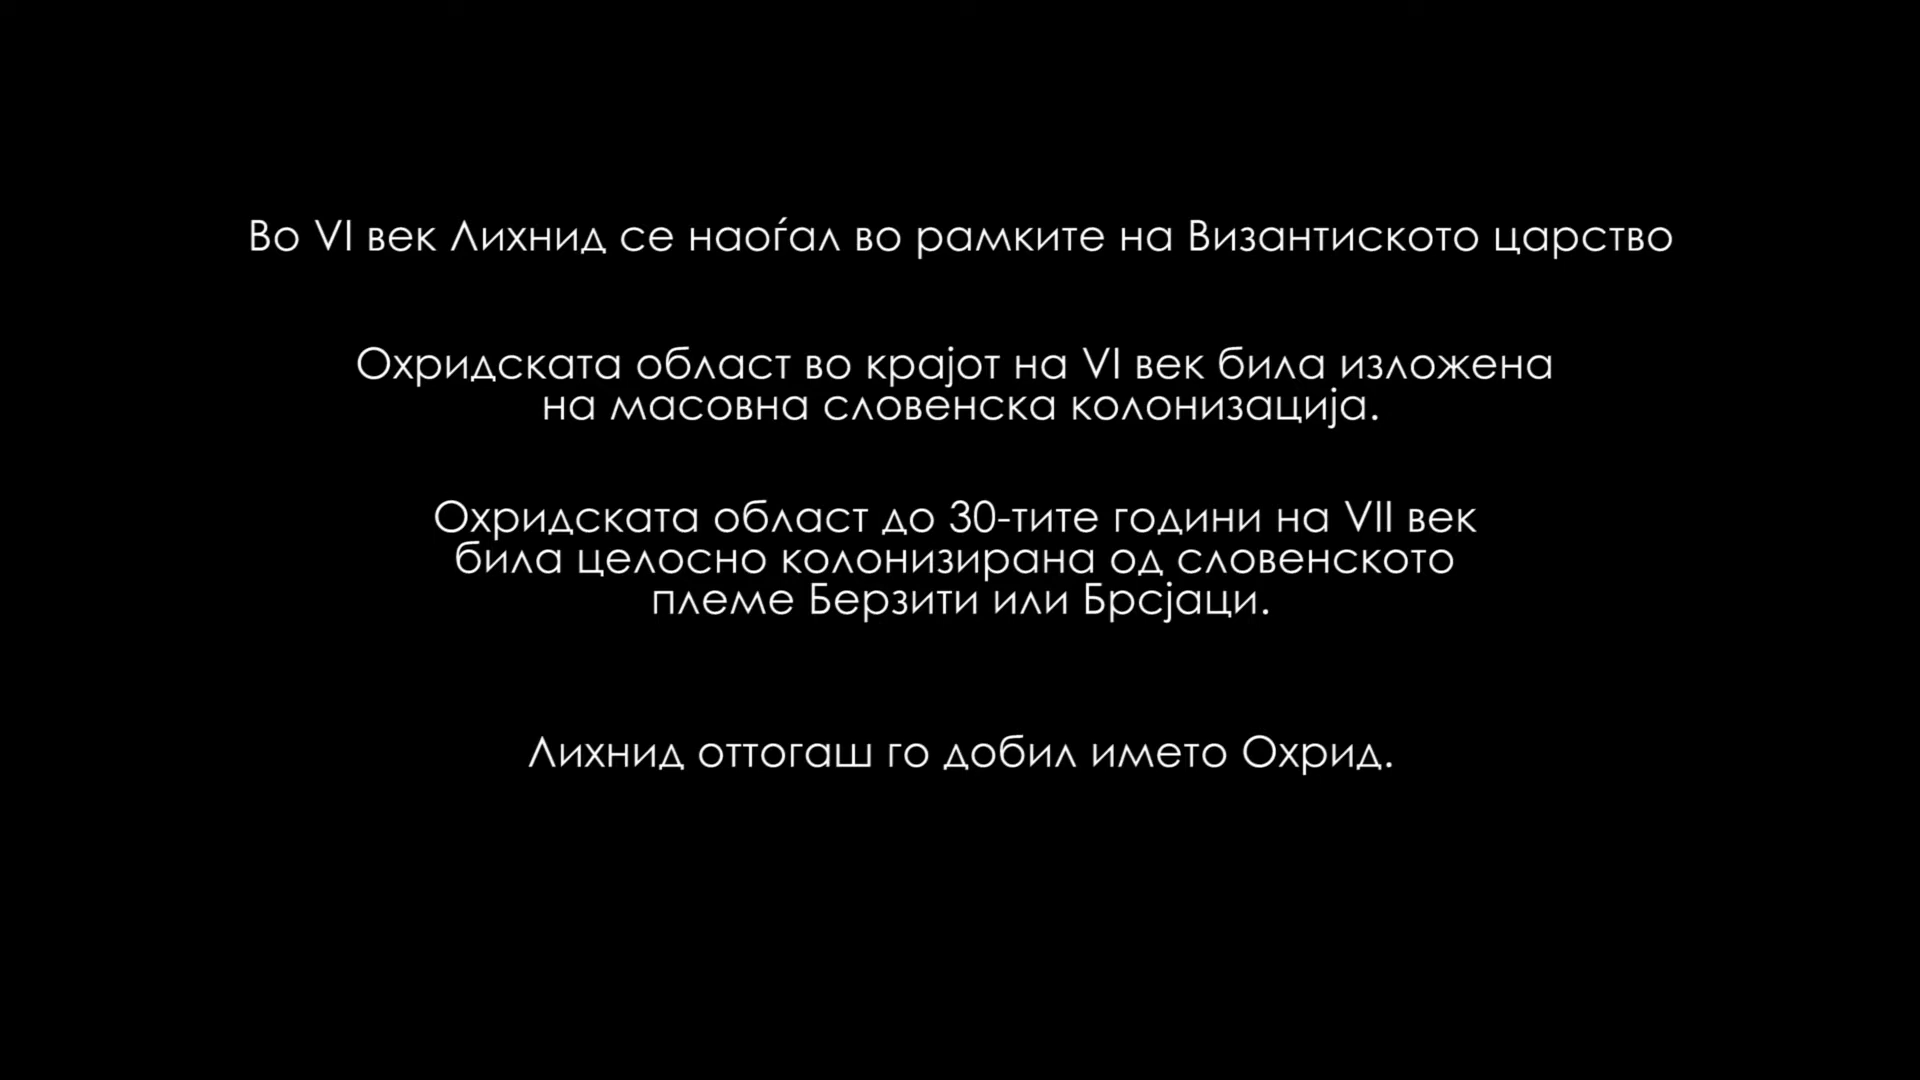 Во VI век Лихнид се наоѓал во рамките на Византиското царство
Охридската област во крајот на VI век била изложена
на масовна словенска колонизација.
Охридската област до 30-тите години на VII век
била целосно колонизирана од словенското
племе Берзити или Брсјаци.
Лихнид оттогаш го добил името Охрид.